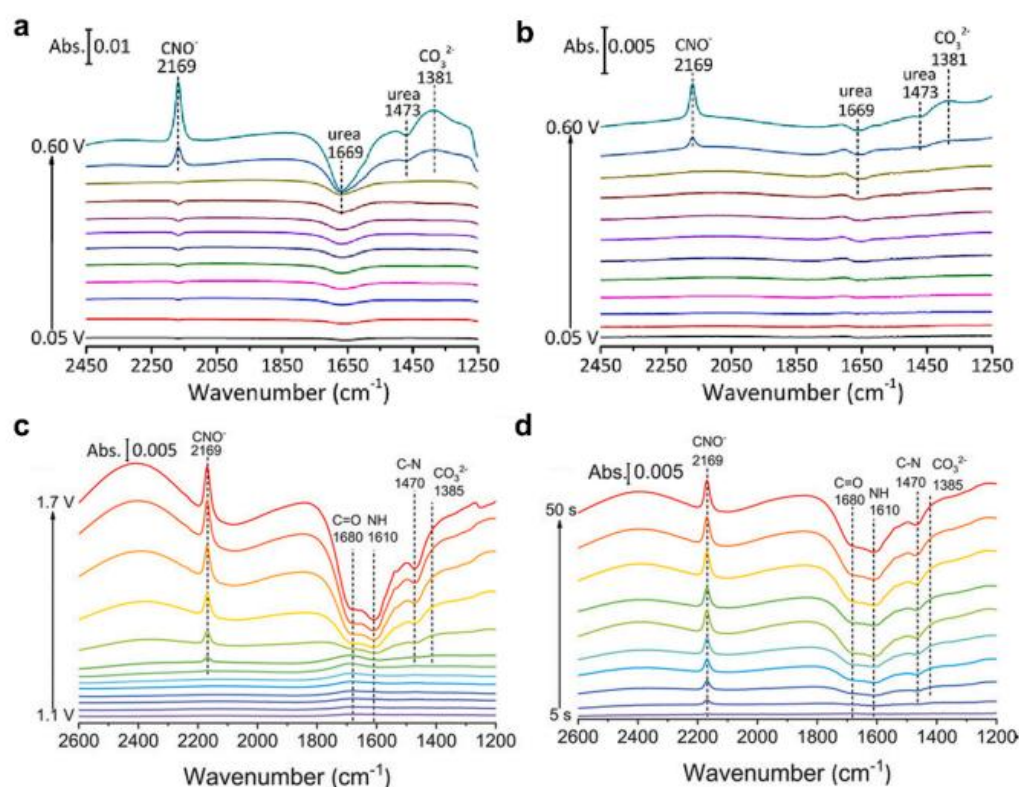 a
Abs. 0.01
CNO⁻
2169
urea
1669
urea
1473
CO₃²⁻
1381
0.60 V
0.05 V
2450 2250 2050 1850 1650 1450 1250
Wavenumber (cm⁻¹)
b
Abs. 0.005
CNO⁻
2169
urea
1669
urea
1473
CO₃²⁻
1381
0.60 V
0.05 V
2450 2250 2050 1850 1650 1450 1250
Wavenumber (cm⁻¹)
c
Abs. 0.005
CNO⁻
2169
C=O
1680
NH
1610
C-N
1470
CO₃²⁻
1385
1.7 V
1.1 V
2600 2400 2200 2000 1800 1600 1400 1200
Wavenumber (cm⁻¹)
d
Abs. 0.005
CNO⁻
2169
C=O
1680
NH
1610
C-N
1470
CO₃²⁻
1385
50 s
5 s
2600 2400 2200 2000 1800 1600 1400 1200
Wavenumber (cm⁻¹)